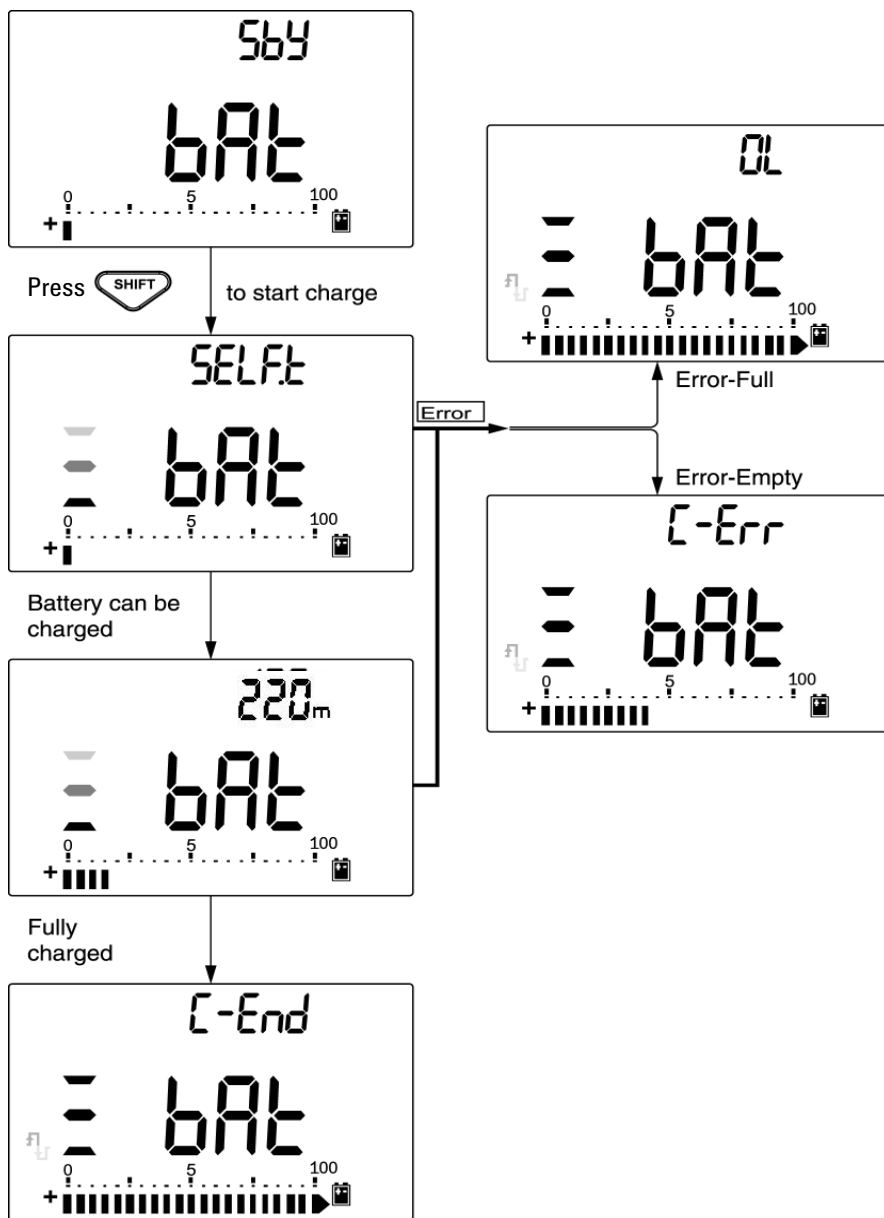 Sby
bAt
0 5 100
+
Press SHIFT to start charge
SELF.t
bAt
0 5 100
+
Battery can be
charged
220m
bAt
0 5 100
+
Fully
charged
C-End
bAt
0 5 100
+
Error
OL
bAt
0 5 100
+
Error-Full
Error-Empty
C-Err
bAt
0 5 100
+